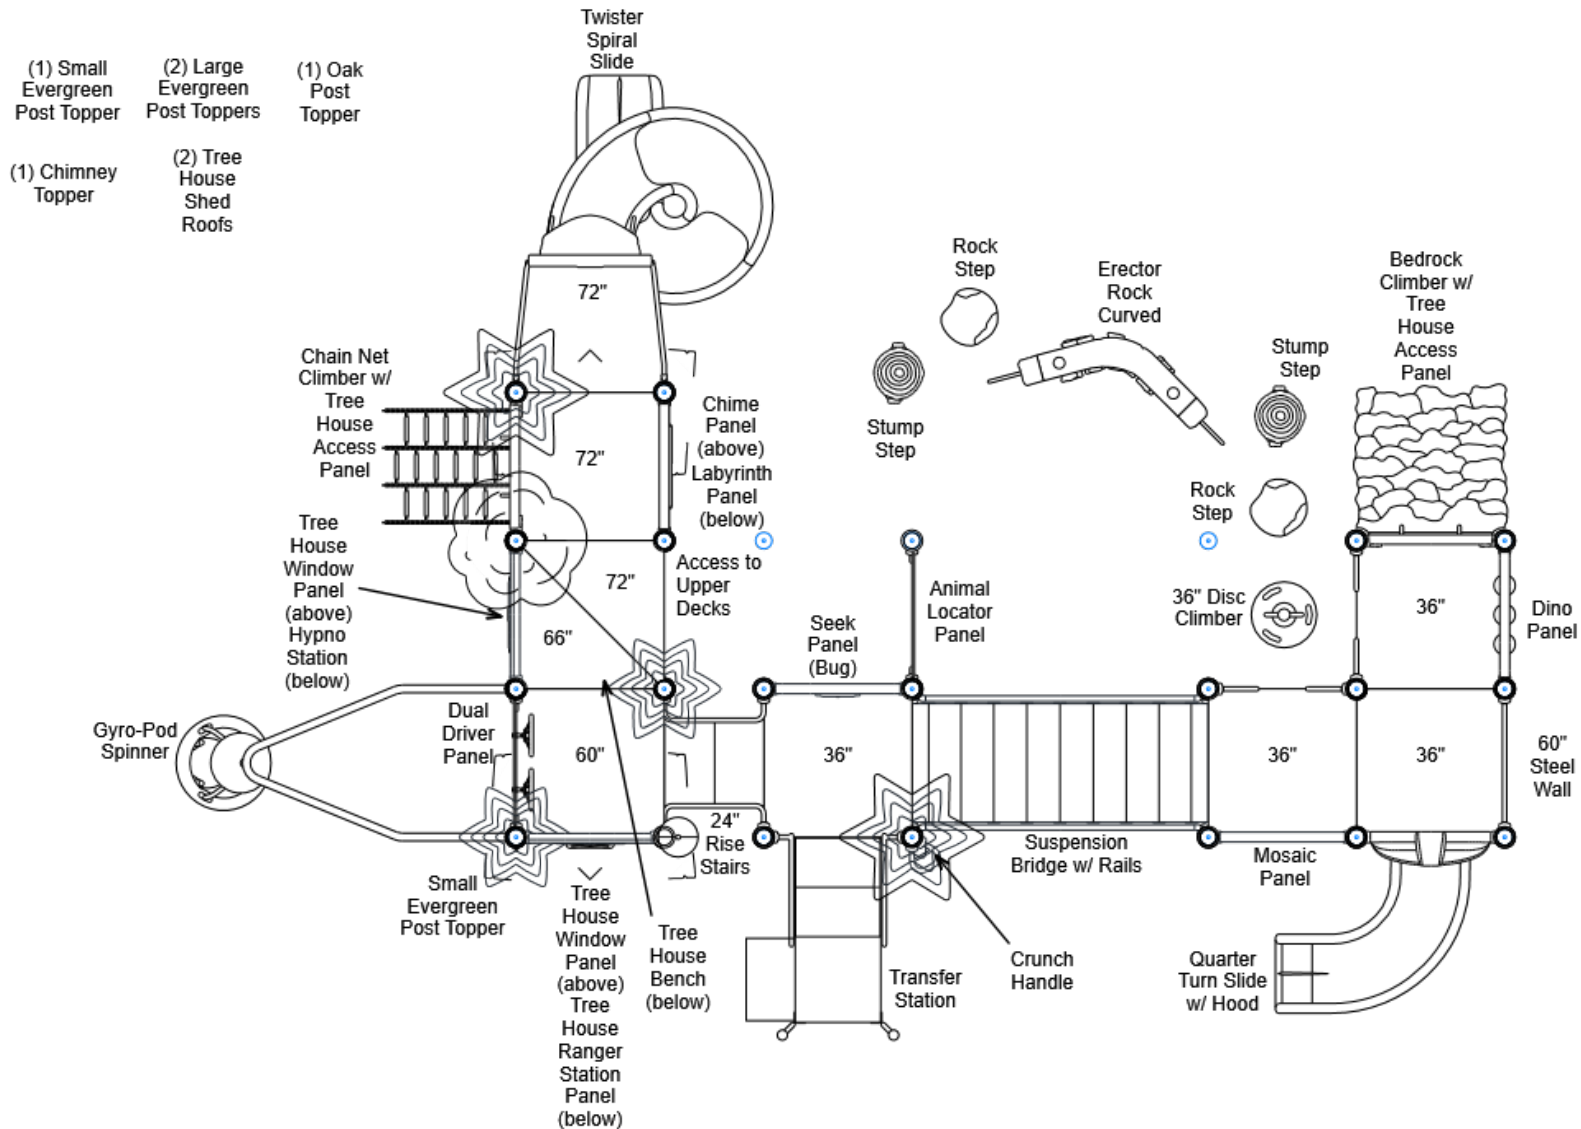 Twister
Spiral
Slide
(1) Small
Evergreen
Post Topper
(2) Large
Evergreen
Post Toppers
(1) Oak
Post
Topper
(1) Chimney
Topper
(2) Tree
House
Shed
Roofs
72"
Rock
Step
Erector
Rock
Curved
Bedrock
Climber w/
Tree
House
Access
Panel
Chain Net
Climber w/
Tree
House
Access
Panel
72"
Chime
Panel
(above)
Labyrinth
Panel
(below)
Stump
Step
Stump
Step
Rock
Step
Tree
House
Window
Panel
(above)
Hypno
Station
(below)
72"
66"
Access to
Upper
Decks
Seek
Panel
(Bug)
Animal
Locator
Panel
36" Disc
Climber
36"
Dino
Panel
Gyro-Pod
Spinner
Dual
Driver
Panel
60"
36"
36"
36"
60"
Steel
Wall
24"
Rise
Stairs
Suspension
Bridge w/ Rails
Mosaic
Panel
Small
Evergreen
Post Topper
Tree
House
Window
Panel
(above)
Tree
House
Ranger
Station
Panel
(below)
Tree
House
Bench
(below)
Transfer
Station
Crunch
Handle
Quarter
Turn Slide
w/ Hood